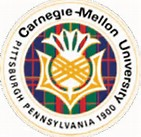 Carnegie-Mellon University
PITTSBURGH PENNSYLVANIA 1900